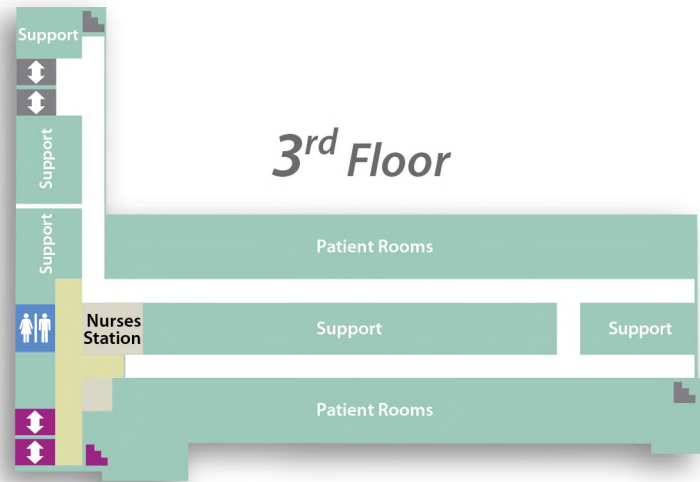 Support
3rd Floor
Support
Support
Patient Rooms
Nurses
Station
Support
Support
Patient Rooms